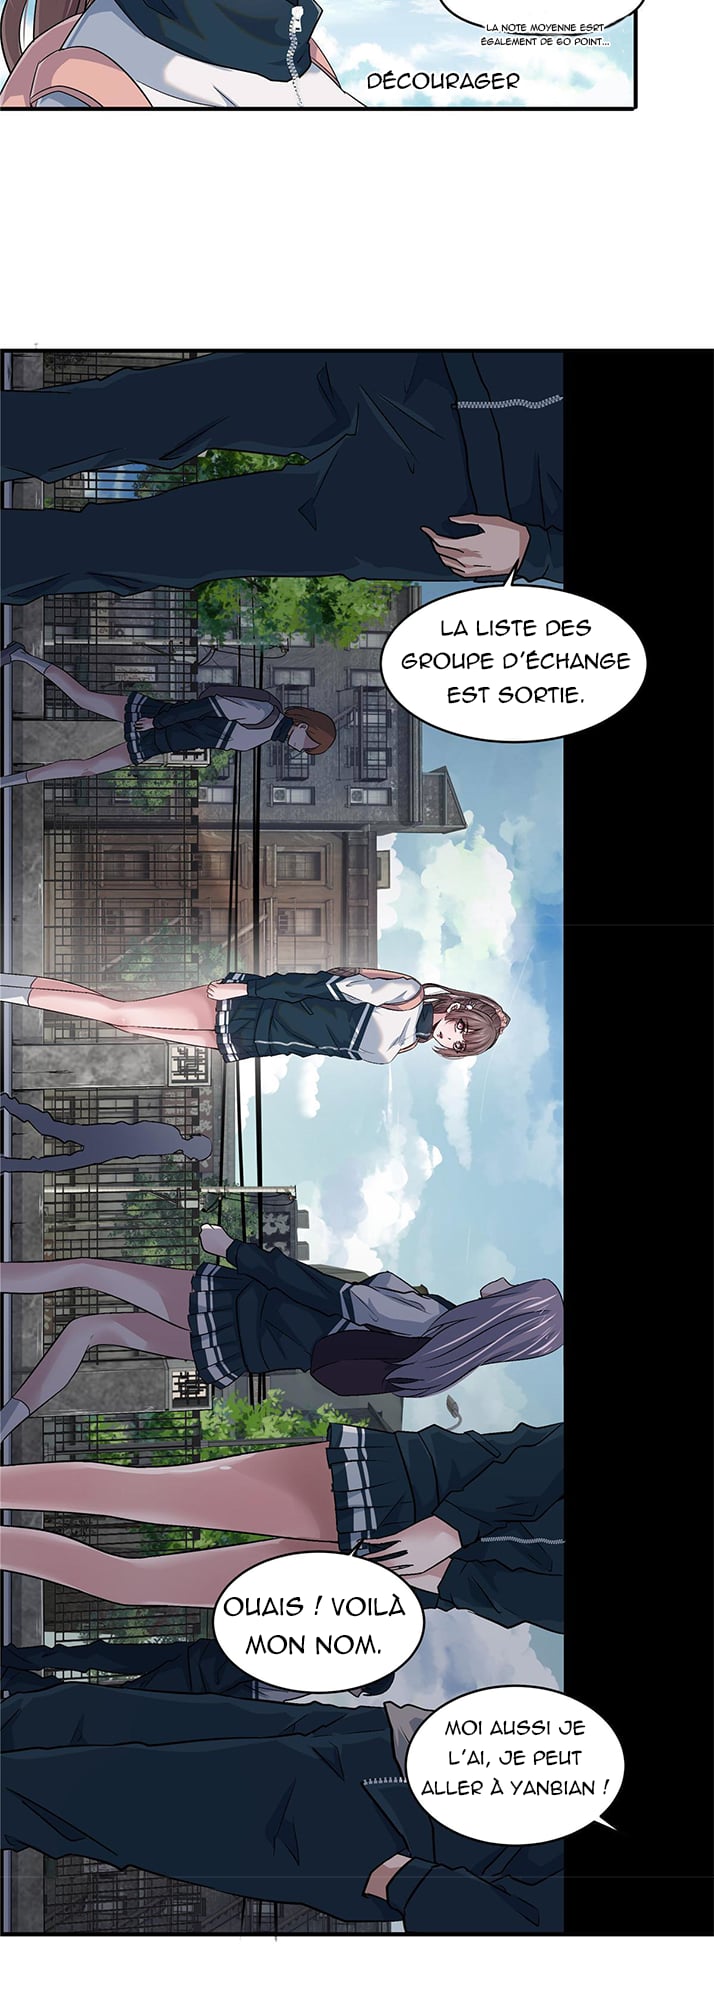 LA NOTE MOYENNE ESRT
ÉGALEMENT DE 60 POINT...
DÉCOURAGER
LA LISTE DES
GROUPE D'ÉCHANGE
EST SORTIE.
OUAIS ! VOILÀ
MON NOM.
MOI AUSSI JE
L'AI, JE PEUT
ALLER À YANBIAN !